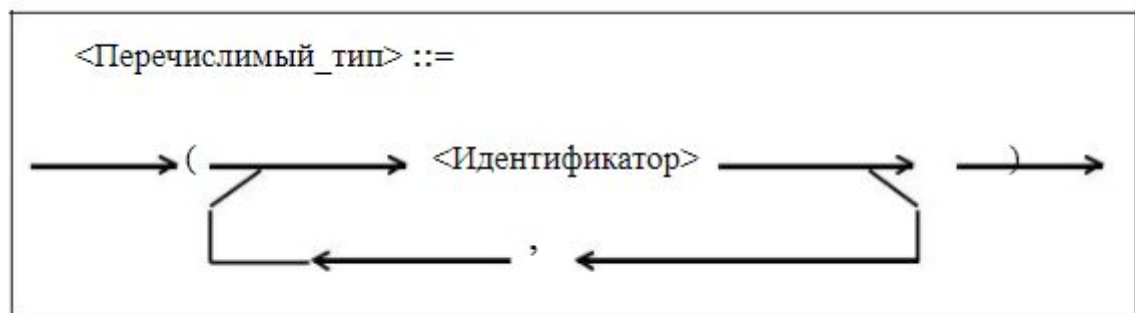 <Перечислимый_тип> ::=
( <Идентификатор> )
,